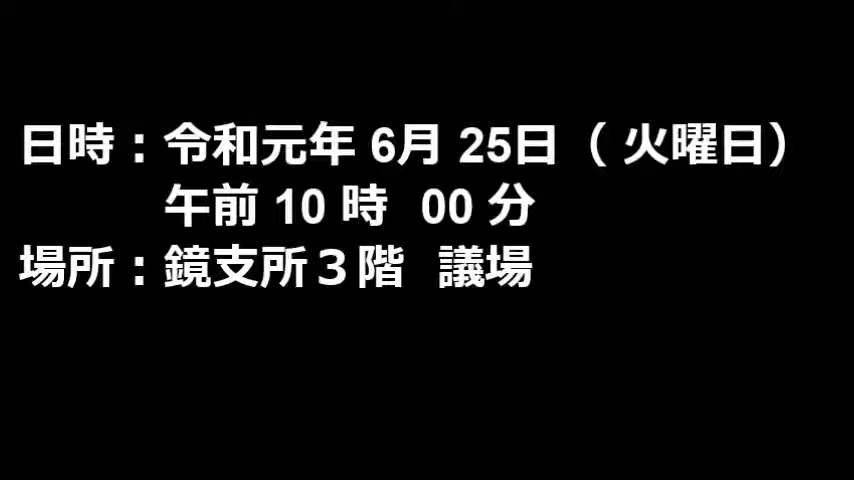 日時：令和元年 6月 25日（ 火曜日）
午前 10 時 00 分
場所：鏡支所３階 議場